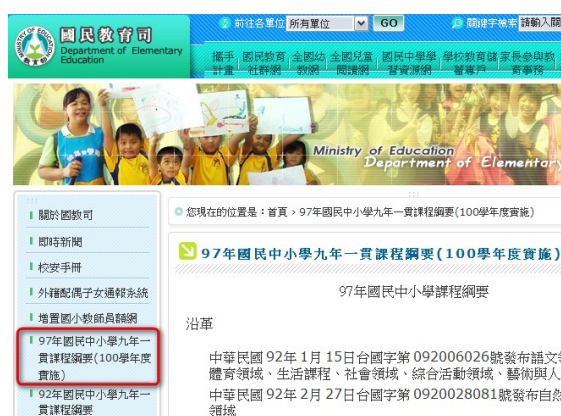 國民教育司
Department of Elementary
Education
前往各單位 所有單位 GO 關鍵字檢索 請輸入關
攜手 國民教育 全國幼 全國兒童 國民中學學 學校教育儲 家長參與教
計畫 社群網 教網 閱讀網 習資源網 蓄專戶 育事務
Ministry of Education
Department of Elementary
關於國教司
即時新聞
校安手冊
外籍配偶子女通報系統
增置國小教師員額網
97年國民中小學九年一
貫課程綱要(100學年度
實施)
92年國民中小學九年一
貫課程綱要
您現在的位置是：首頁 › 97年國民中小學九年一貫課程綱要(100學年度實施)
97年國民中小學九年一貫課程綱要(100學年度實施)
97年國民中小學課程綱要
沿革
中華民國 92年 1月 15日台國字第 092006026號發布語文領
體育領域、生活課程、社會領域、綜合活動領域、藝術與人
中華民國 92年 2月 27日台國字第 0920028081號發布自然
領域